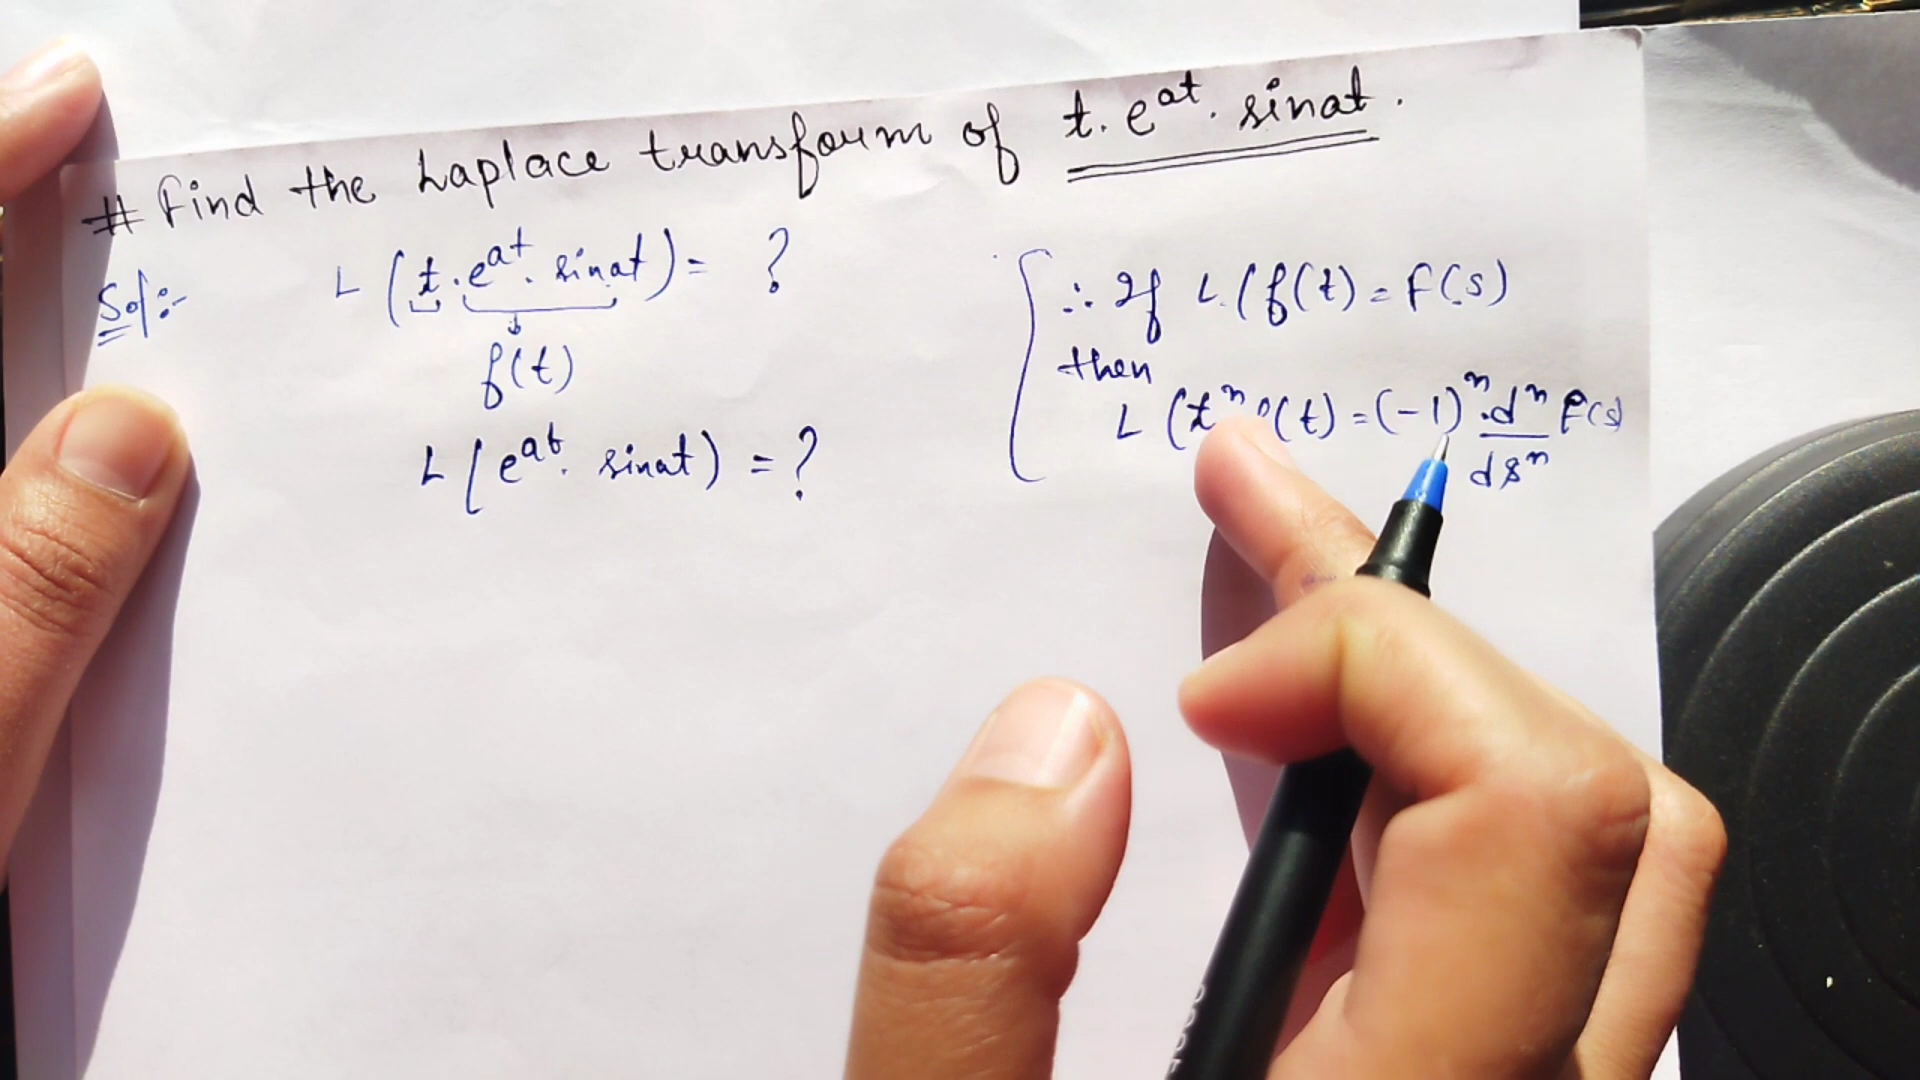 # Find the Laplace transform of t. e^at. sinat.
Sol:- L (t. e^at. sinat) = ?
f(t)
L (e^at. sinat) = ?
∴ If L (f(t) = F(s)
then
L (t^n f(t) = (-1)^n. d^n/ds^n F(s)